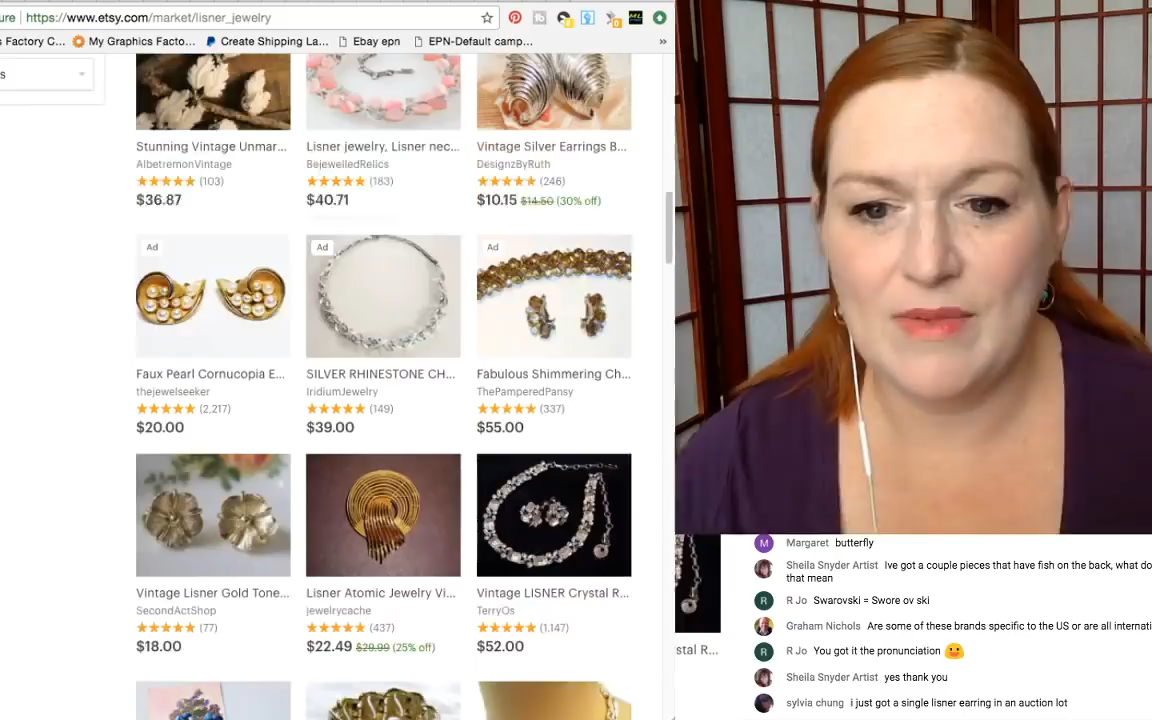 ure https://www.etsy.com/market/lisner_jewelry
s Factory C... My Graphics Facto... Create Shipping La... Ebay epn EPN-Default camp... »
s
Stunning Vintage Unmar... Lisner jewelry, Lisner nec... Vintage Silver Earrings B...
AlbetremonVintage BejewelledRelics DesignzByRuth
(103) (183) (246)
$36.87 $40.71 $10.15 $14.50 (30% off)
Ad Ad Ad
Faux Pearl Cornucopia E... SILVER RHINESTONE CH... Fabulous Shimmering Ch...
thejewelseeker IridiumJewelry ThePamperedPansy
(2,217) (149) (337)
$20.00 $39.00 $55.00
Vintage Lisner Gold Tone... Lisner Atomic Jewelry Vi... Vintage LISNER Crystal R...
SecondActShop jewelrycache TerryOs
(77) (437) (1,147)
$18.00 $22.49 $29.99 (25% off) $52.00
stal R...
M Margaret butterfly
Sheila Snyder Artist Ive got a couple pieces that have fish on the back, what do
that mean
R R Jo Swarovski = Swore ov ski
Graham Nichols Are some of these brands specific to the US or are all internati
R R Jo You got it the pronunciation
Sheila Snyder Artist yes thank you
sylvia chung i just got a single lisner earring in an auction lot